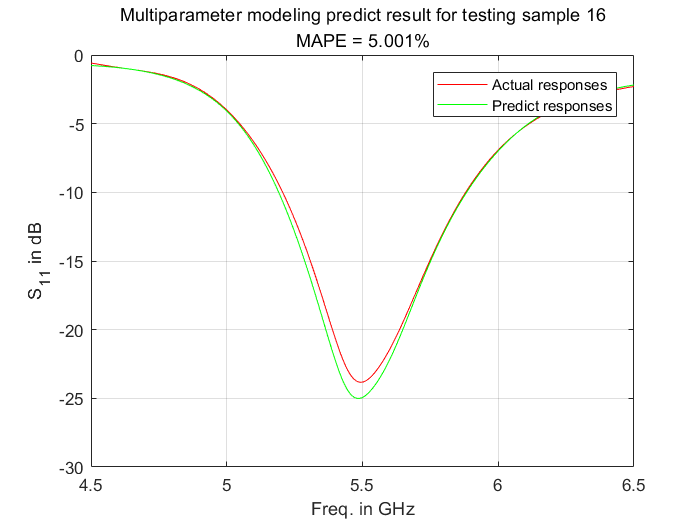 Multiparameter modeling predict result for testing sample 16
MAPE = 5.001%
0
-5
-10
-15
-20
-25
-30
S11 in dB
Actual responses
Predict responses
4.5 5 5.5 6 6.5
Freq. in GHz